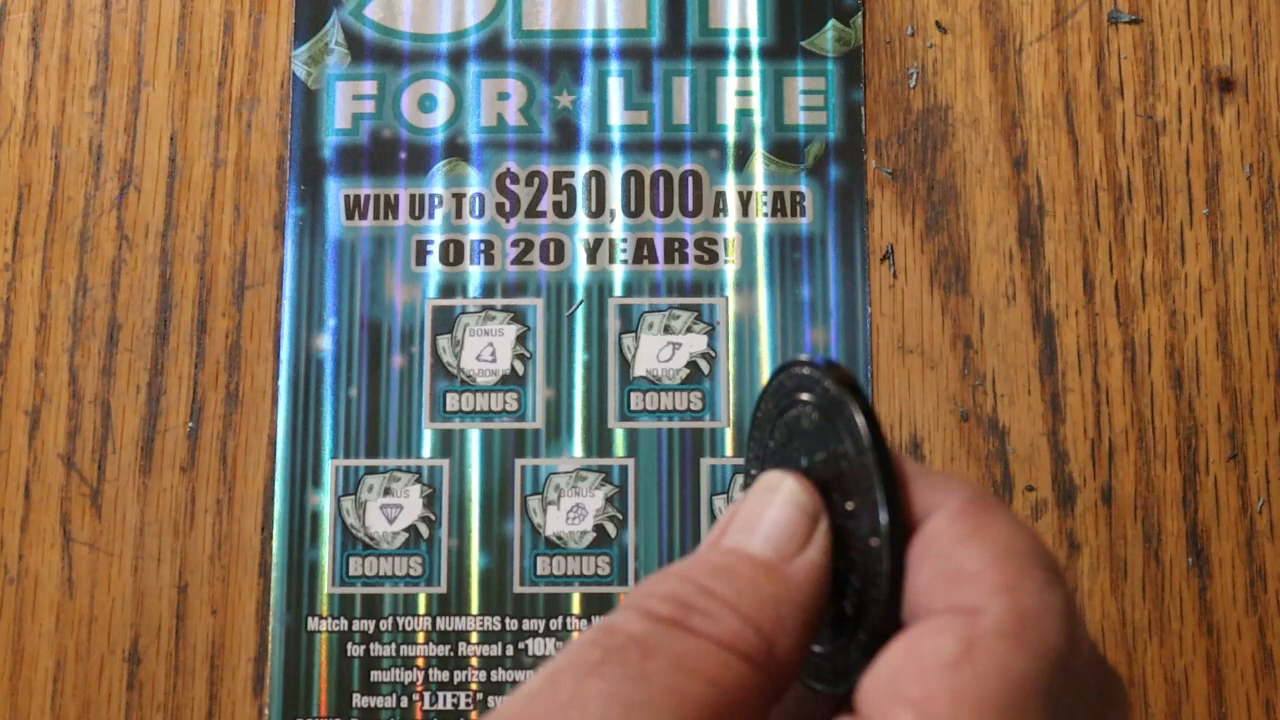 FOR LIFE
WIN UP TO $250,000 A YEAR
FOR 20 YEARS!
BONUS
NO BONUS
BONUS
BONUS
BONUS
BONUS
BONUS
Match any of YOUR NUMBERS to any of the
for that number. Reveal a "10X"
multiply the prize shown
Reveal a "LIFE"